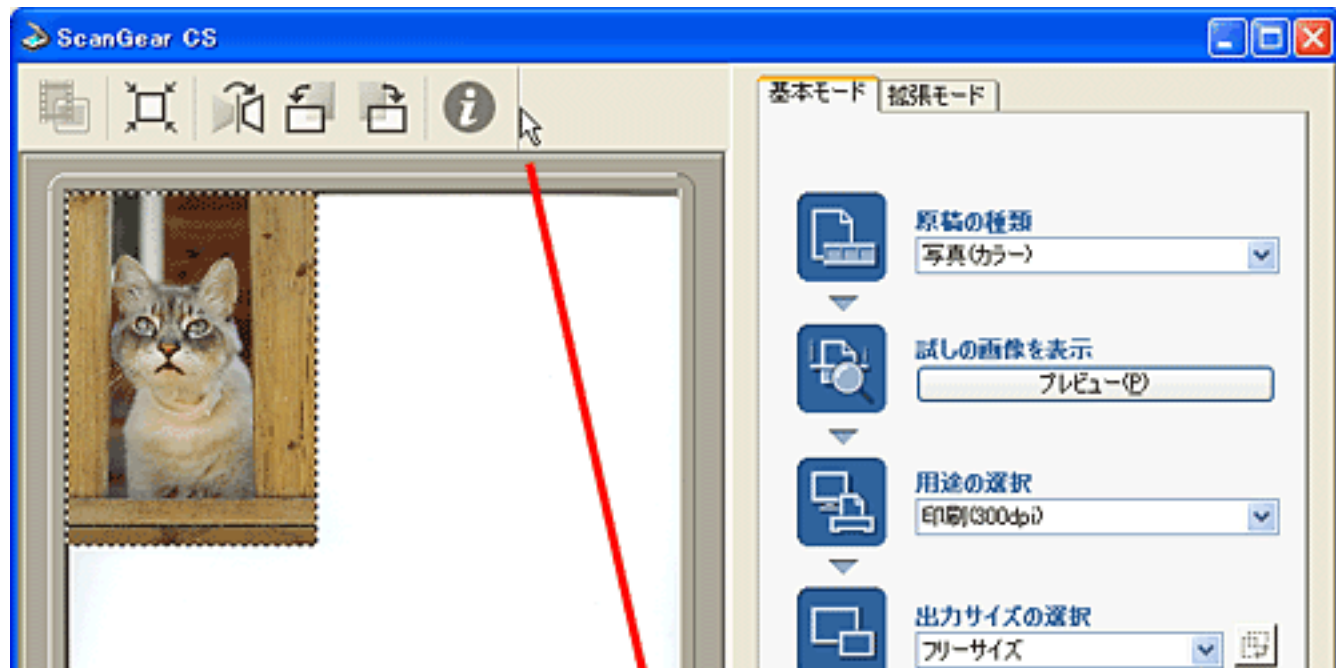 ScanGear CS
基本モード
拡張モード
原稿の種類
写真(カラー)
試しの画像を表示
プレビュー(P)
用途の選択
印刷(300dpi)
出力サイズの選択
フリーサイズ